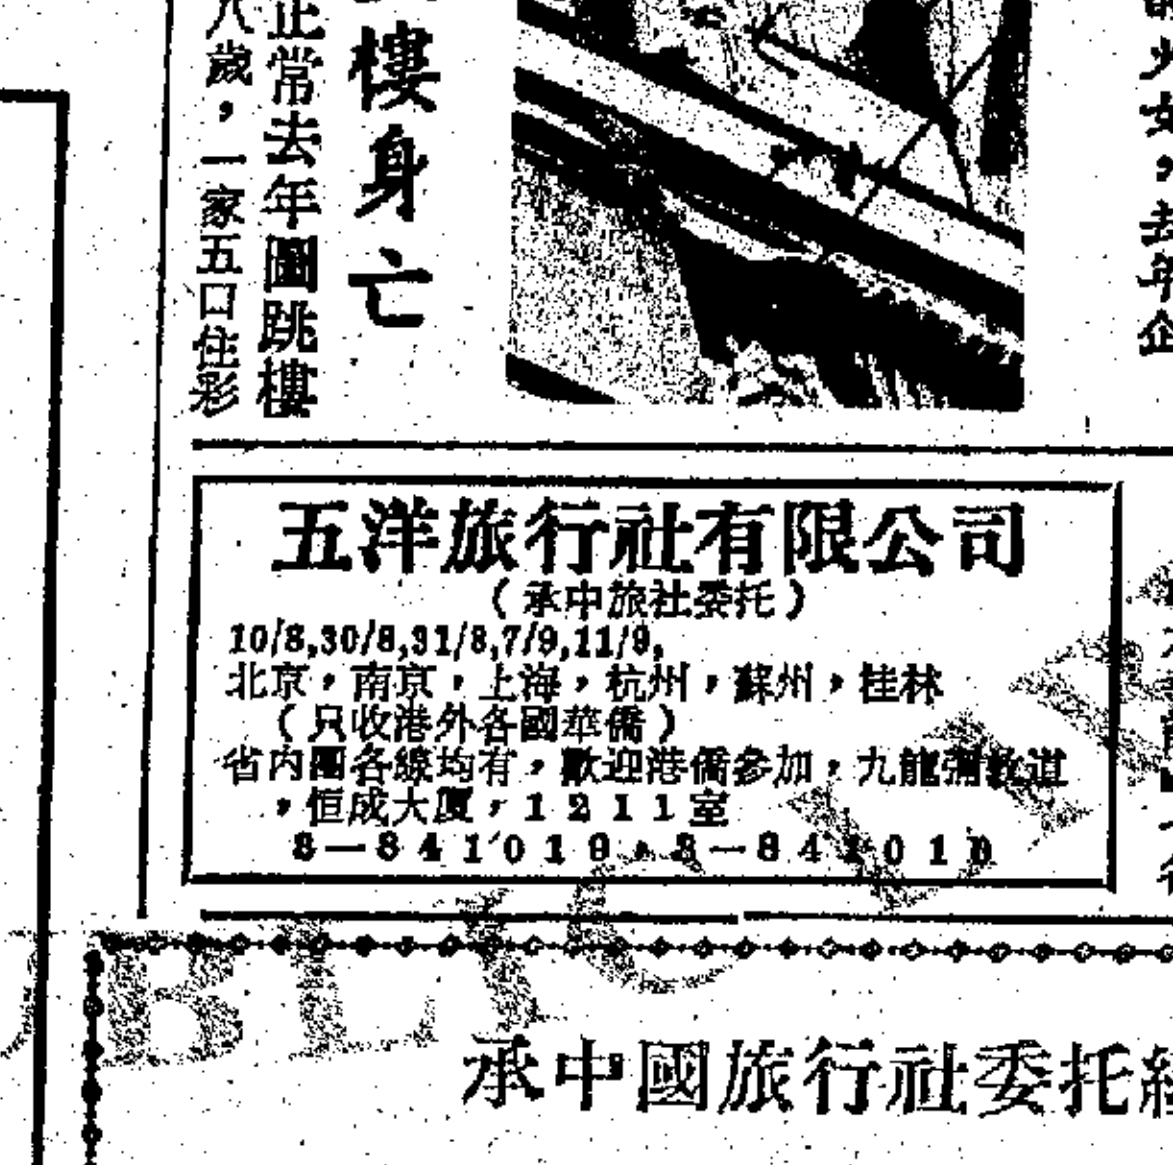 樓身亡
正常去年圖跳樓
八歲，一家五口住彩
五洋旅行社有限公司
（承中旅社委托）
10/8,30/8,31/8,7/9,11/9,
北京，南京，上海，杭州，蘇州，桂林
（只收港外各國華僑）
省內團各線均有，歡迎港僑參加，九龍彌敦道
，恒成大厦，1211室
3—841019
承中國旅行社委托